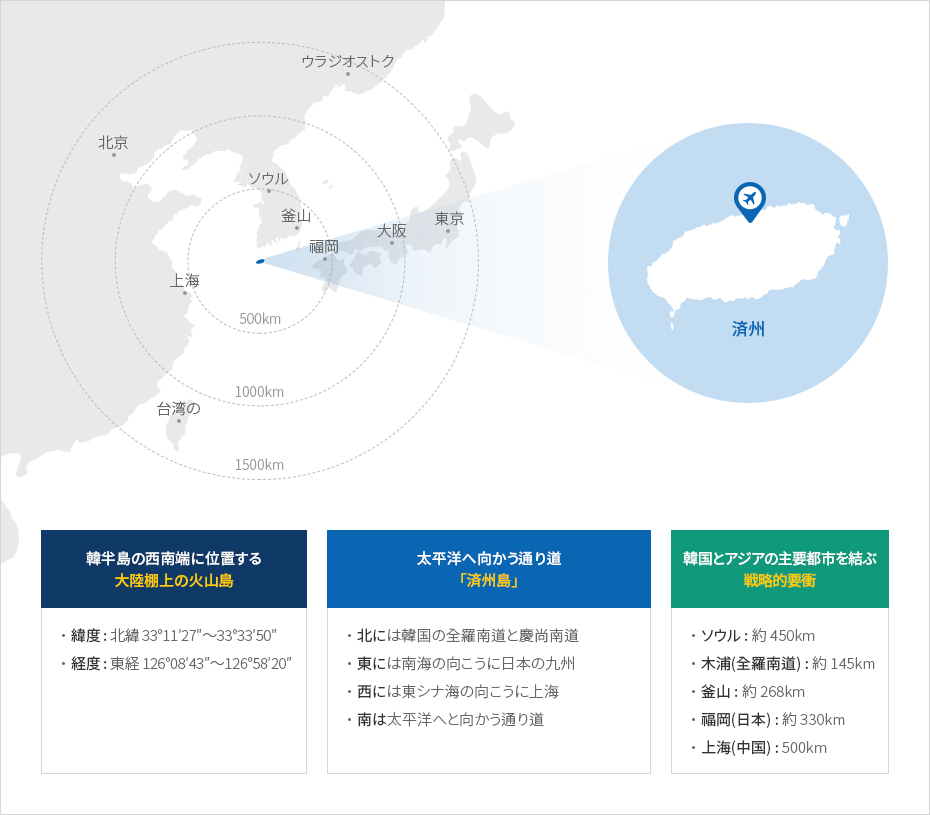 ウラジオストク
北京
ソウル
釜山
東京
大阪
福岡
上海
500km
1000km
台湾の
1500km
済州
韓半島の西南端に位置する
大陸棚上の火山島
・緯度 : 北緯 33°11′27″～33°33′50″
・経度 : 東経 126°08′43″～126°58′20″
太平洋へ向かう通り道
「済州島」
・北には韓国の全羅南道と慶尚南道
・東には南海の向こうに日本の九州
・西には東シナ海の向こうに上海
・南は太平洋へと向かう通り道
韓国とアジアの主要都市を結ぶ
戦略的要衝
・ソウル : 約 450km
・木浦(全羅南道) : 約 145km
・釜山 : 約 268km
・福岡(日本) : 約 330km
・上海(中国) : 500km